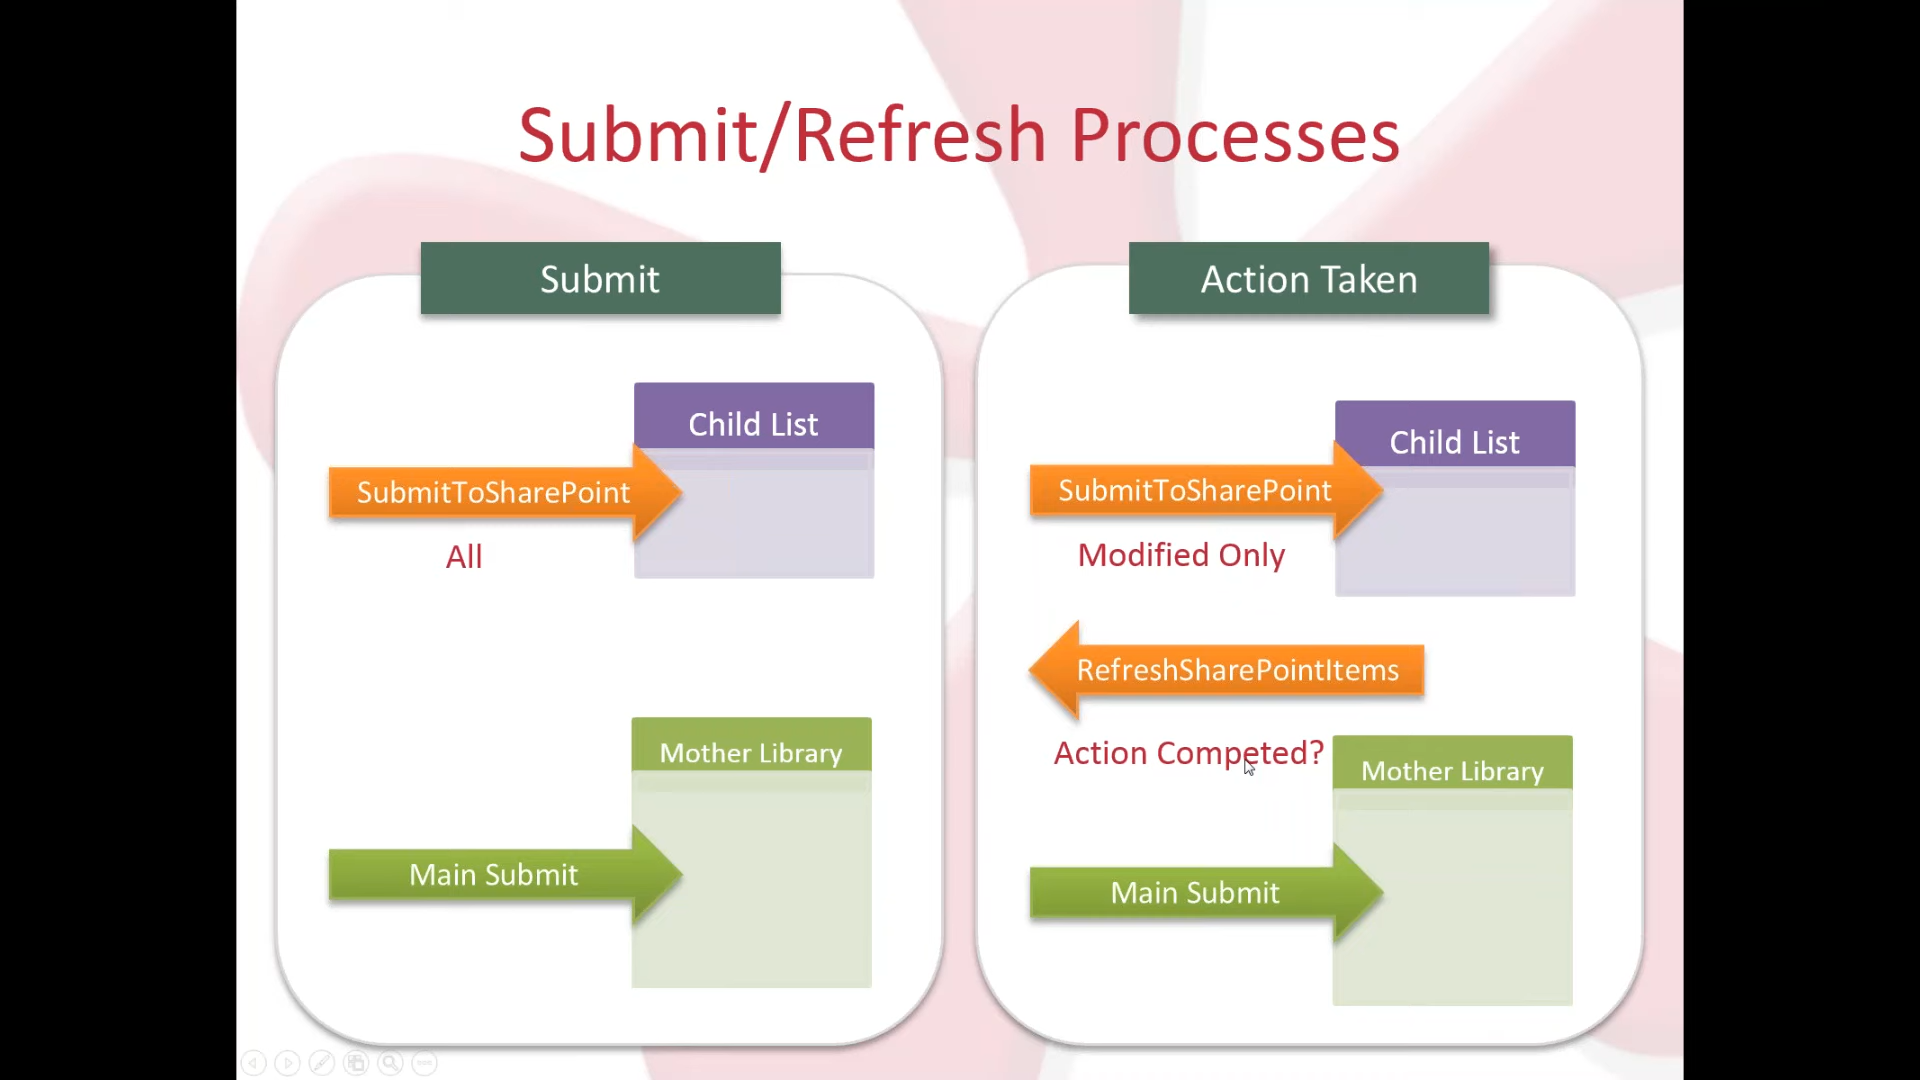 Submit/Refresh Processes
Submit
Child List
SubmitToSharePoint
All
Mother Library
Main Submit
Action Taken
Child List
SubmitToSharePoint
Modified Only
RefreshSharePointItems
Action Competed?
Mother Library
Main Submit